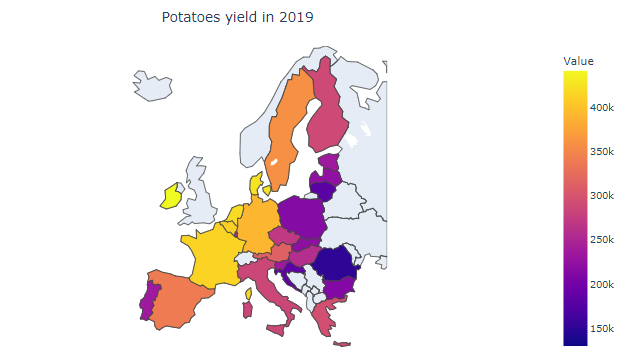 Potatoes yield in 2019
Value
400k
350k
300k
250k
200k
150k